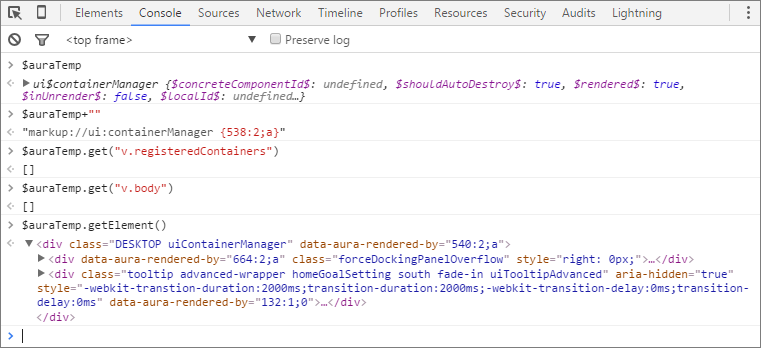 Elements Console Sources Network Timeline Profiles Resources Security Audits Lightning
<top frame> ▼ Preserve log
> $auraTemp
<· ▶ ui$containerManager {$concreteComponentId$: undefined, $shouldAutoDestroy$: true, $rendered$: true,
$inUnrender$: false, $localId$: undefined…}
> $auraTemp+""
<· "markup://ui:containerManager {538:2;a}"
> $auraTemp.get("v.registeredContainers")
<· []
> $auraTemp.get("v.body")
<· []
> $auraTemp.getElement()
<· ▼<div class="DESKTOP uiContainerManager" data-aura-rendered-by="540:2;a">
▶<div data-aura-rendered-by="664:2;a" class="forceDockingPanelOverflow" style="right: 0px;">…</div>
▶<div class="tooltip advanced-wrapper homeGoalSetting south fade-in uiTooltipAdvanced" aria-hidden="true"
style="-webkit-transtion-duration:2000ms;transition-duration:2000ms;-webkit-transition-delay:0ms;transition-
delay:0ms" data-aura-rendered-by="132:1;0">…</div>
</div>
>